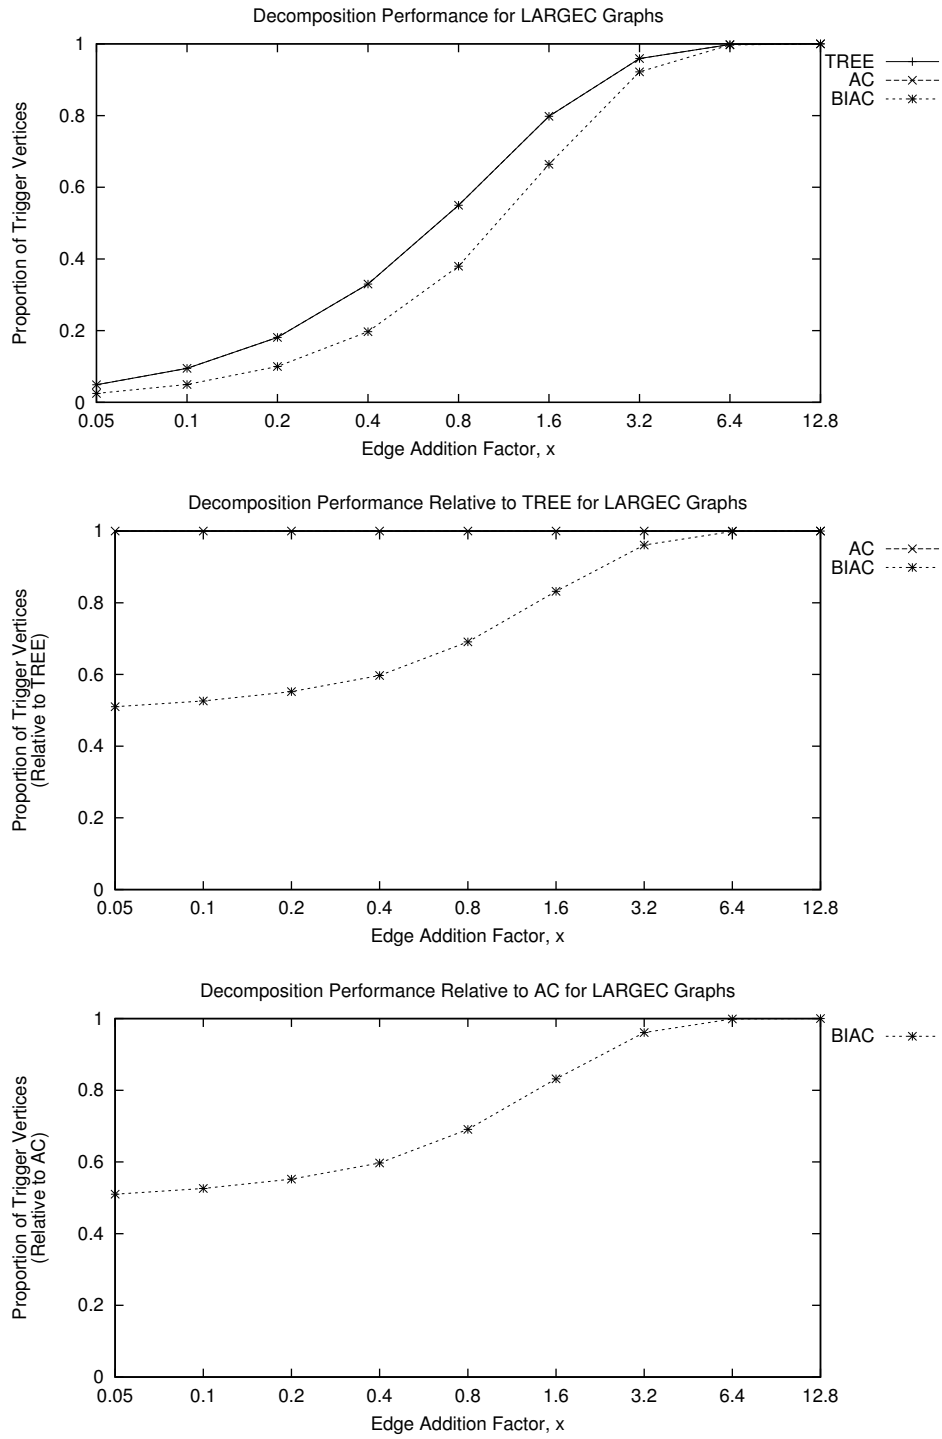 Decomposition Performance for LARGEC Graphs
1
0.8
0.6
0.4
0.2
0
Proportion of Trigger Vertices
0.05 0.1 0.2 0.4 0.8 1.6 3.2 6.4 12.8
Edge Addition Factor, x
TREE
AC
BIAC
Decomposition Performance Relative to TREE for LARGEC Graphs
1
0.8
0.6
0.4
0.2
0
Proportion of Trigger Vertices
(Relative to TREE)
0.05 0.1 0.2 0.4 0.8 1.6 3.2 6.4 12.8
Edge Addition Factor, x
AC
BIAC
Decomposition Performance Relative to AC for LARGEC Graphs
1
0.8
0.6
0.4
0.2
0
Proportion of Trigger Vertices
(Relative to AC)
0.05 0.1 0.2 0.4 0.8 1.6 3.2 6.4 12.8
Edge Addition Factor, x
BIAC